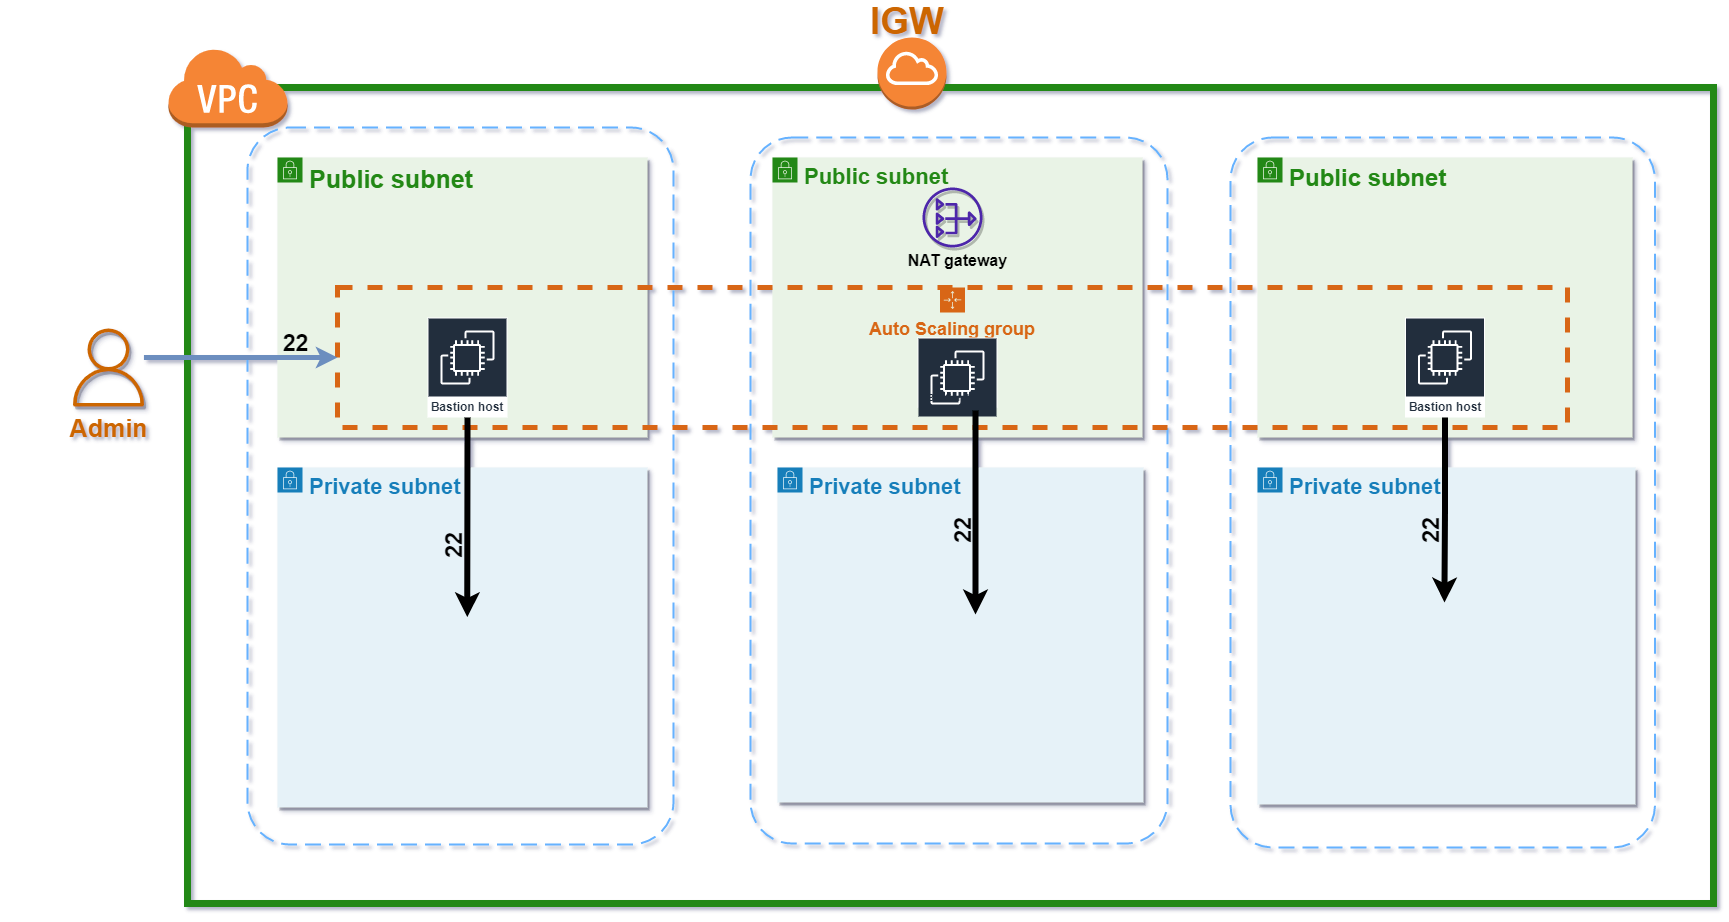 IGW
VPC
Public subnet
Public subnet
Public subnet
NAT gateway
Auto Scaling group
22
Bastion host
Bastion host
Admin
Private subnet
Private subnet
Private subnet
22
22
22